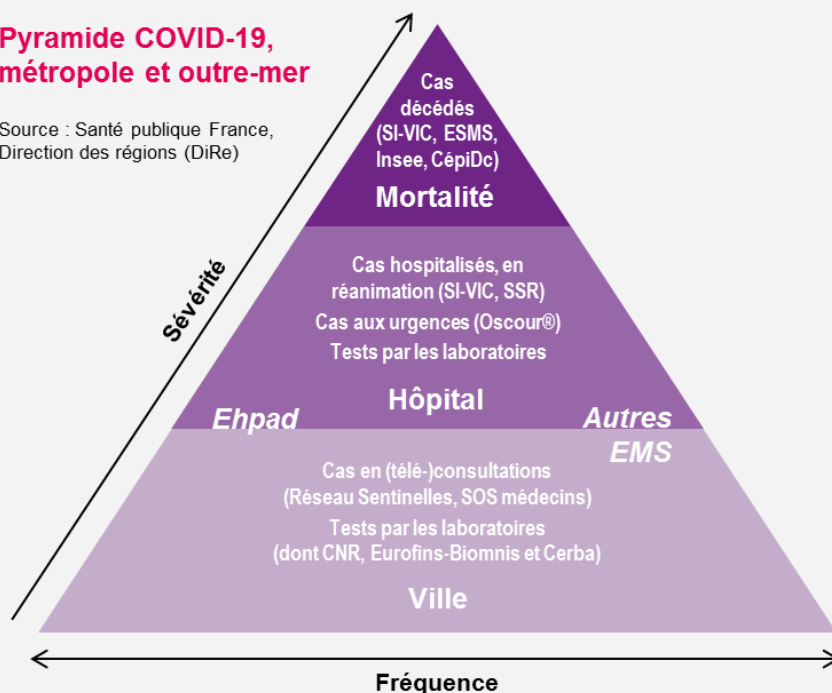 Pyramide COVID-19,
métropole et outre-mer
Source : Santé publique France,
Direction des régions (DiRe)
Sévérité
Cas
décédés
(SI-VIC, ESMS,
Insee, CépiDc)
Mortalité
Cas hospitalisés, en
réanimation (SI-VIC, SSR)
Cas aux urgences (Oscour®)
Tests par les laboratoires
Hôpital
Ehpad
Autres
EMS
Cas en (télé-)consultations
(Réseau Sentinelles, SOS médecins)
Tests par les laboratoires
(dont CNR, Eurofins-Biomnis et Cerba)
Ville
Fréquence